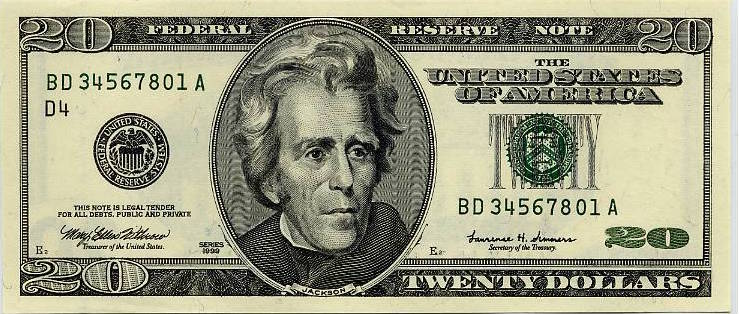 20 FEDERAL RESERVE NOTE 20
THE
UNITED STATES
OF AMERICA
BD 34567801 A
D4
UNITED STATES
FEDERAL RESERVE SYSTEM
TWENTY
THIS NOTE IS LEGAL TENDER
FOR ALL DEBTS, PUBLIC AND PRIVATE
BD 34567801 A
Mary Ellen Withrow
Treasurer of the United States.
SERIES
1999
Lawrence H. Summers
Secretary of the Treasury.
E2
E2
20
20
JACKSON
TWENTY DOLLARS